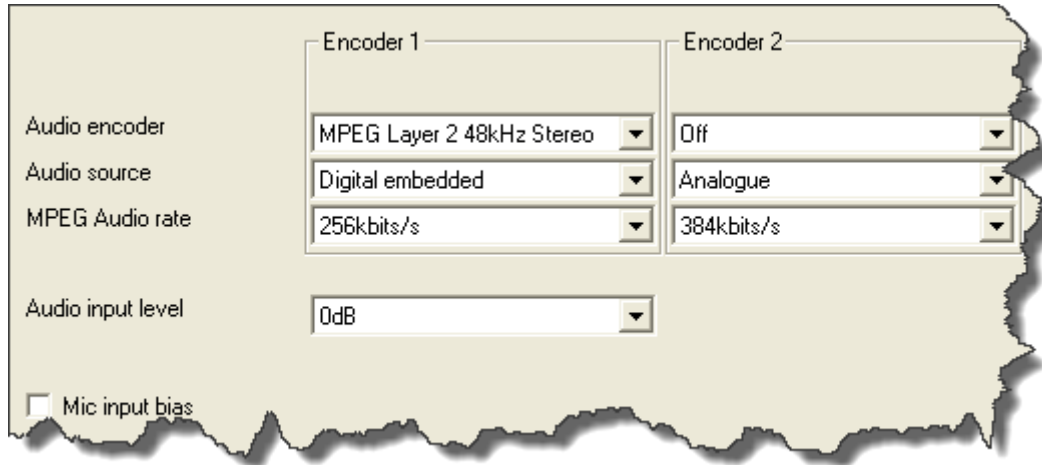 Encoder 1 Encoder 2
Audio encoder MPEG Layer 2 48kHz Stereo Off
Audio source Digital embedded Analogue
MPEG Audio rate 256kbits/s 384kbits/s
Audio input level 0dB
Mic input bias